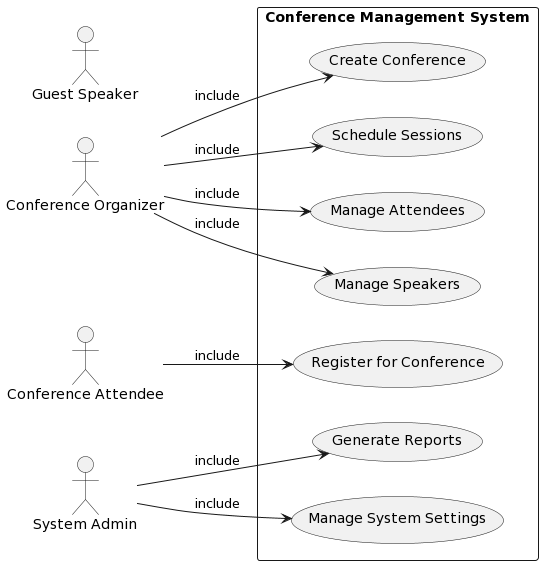 Conference Management System
Guest Speaker
include
Create Conference
Conference Organizer
include
Schedule Sessions
include
Manage Attendees
include
Manage Speakers
Conference Attendee
include
Register for Conference
System Admin
include
Generate Reports
include
Manage System Settings